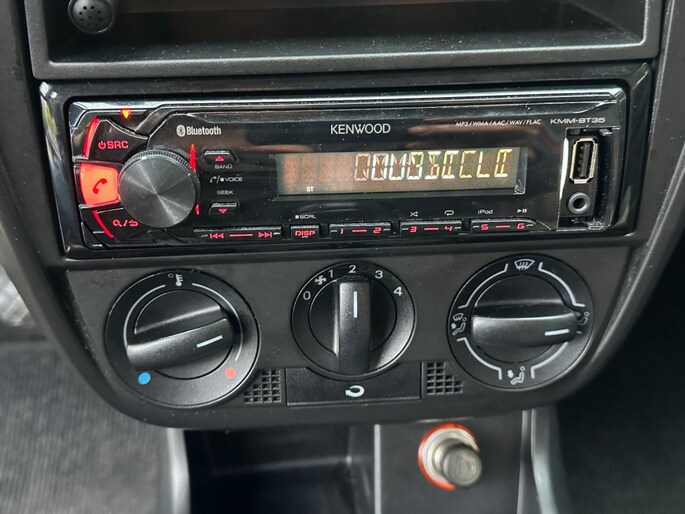 MP3 / WMA / AAC / WAV / FLAC
KMM-BT35
Bluetooth
KENWOOD
SRC
BAND
VOICE
SEEK
ST
SCRL
iPod
DISP
1 2
3 4
5 6
0 1 2 3 4